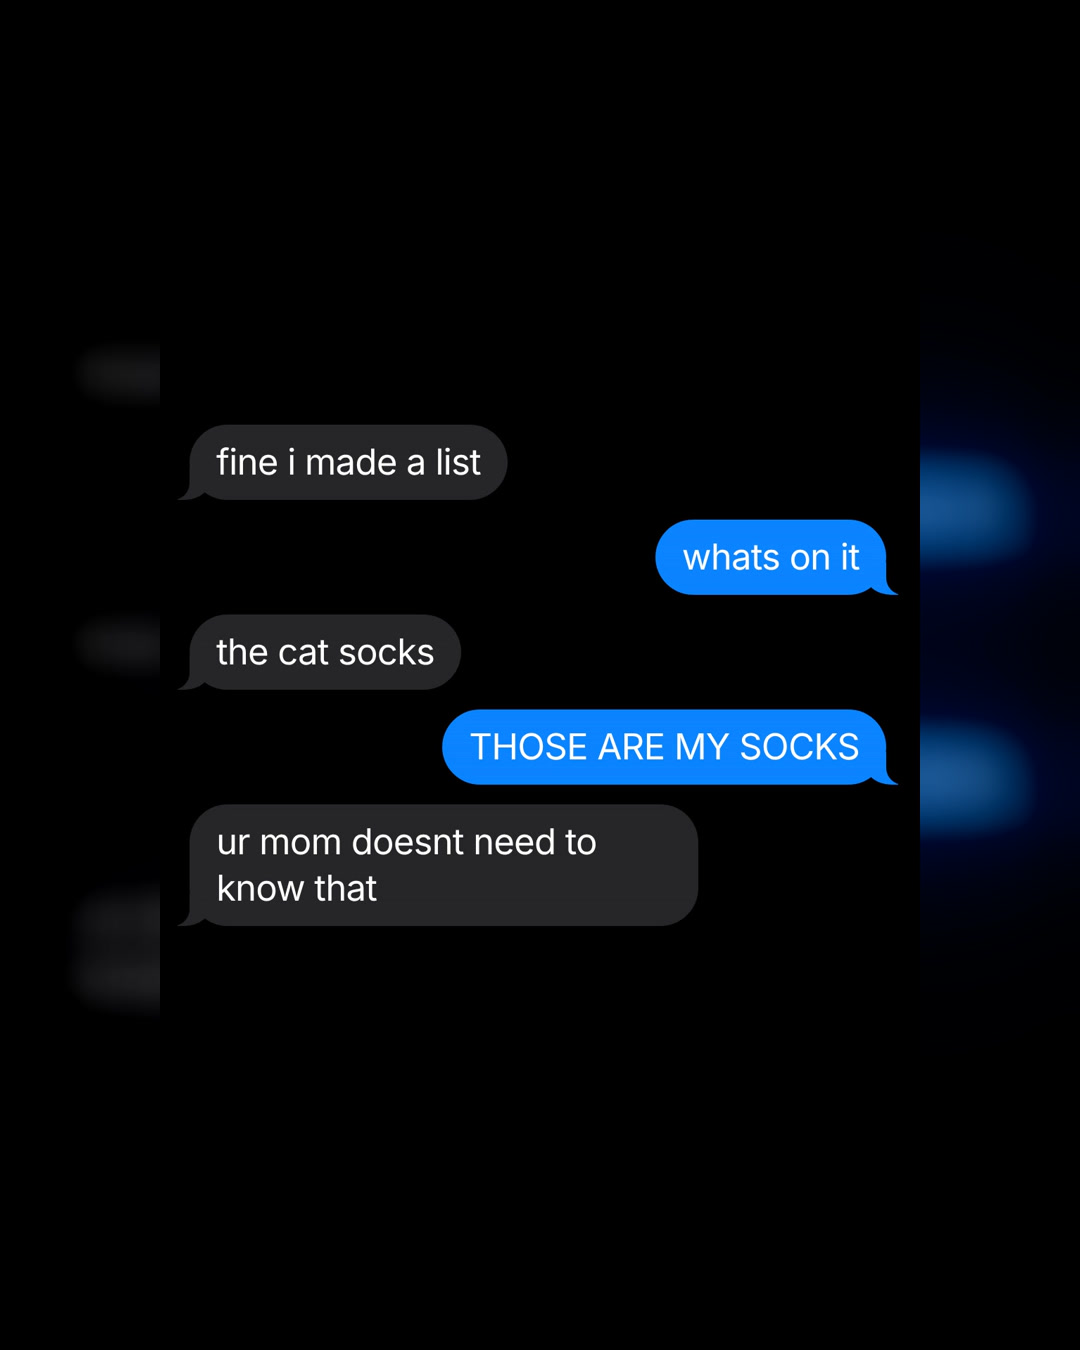 fine i made a list
whats on it
the cat socks
THOSE ARE MY SOCKS
ur mom doesnt need to
know that